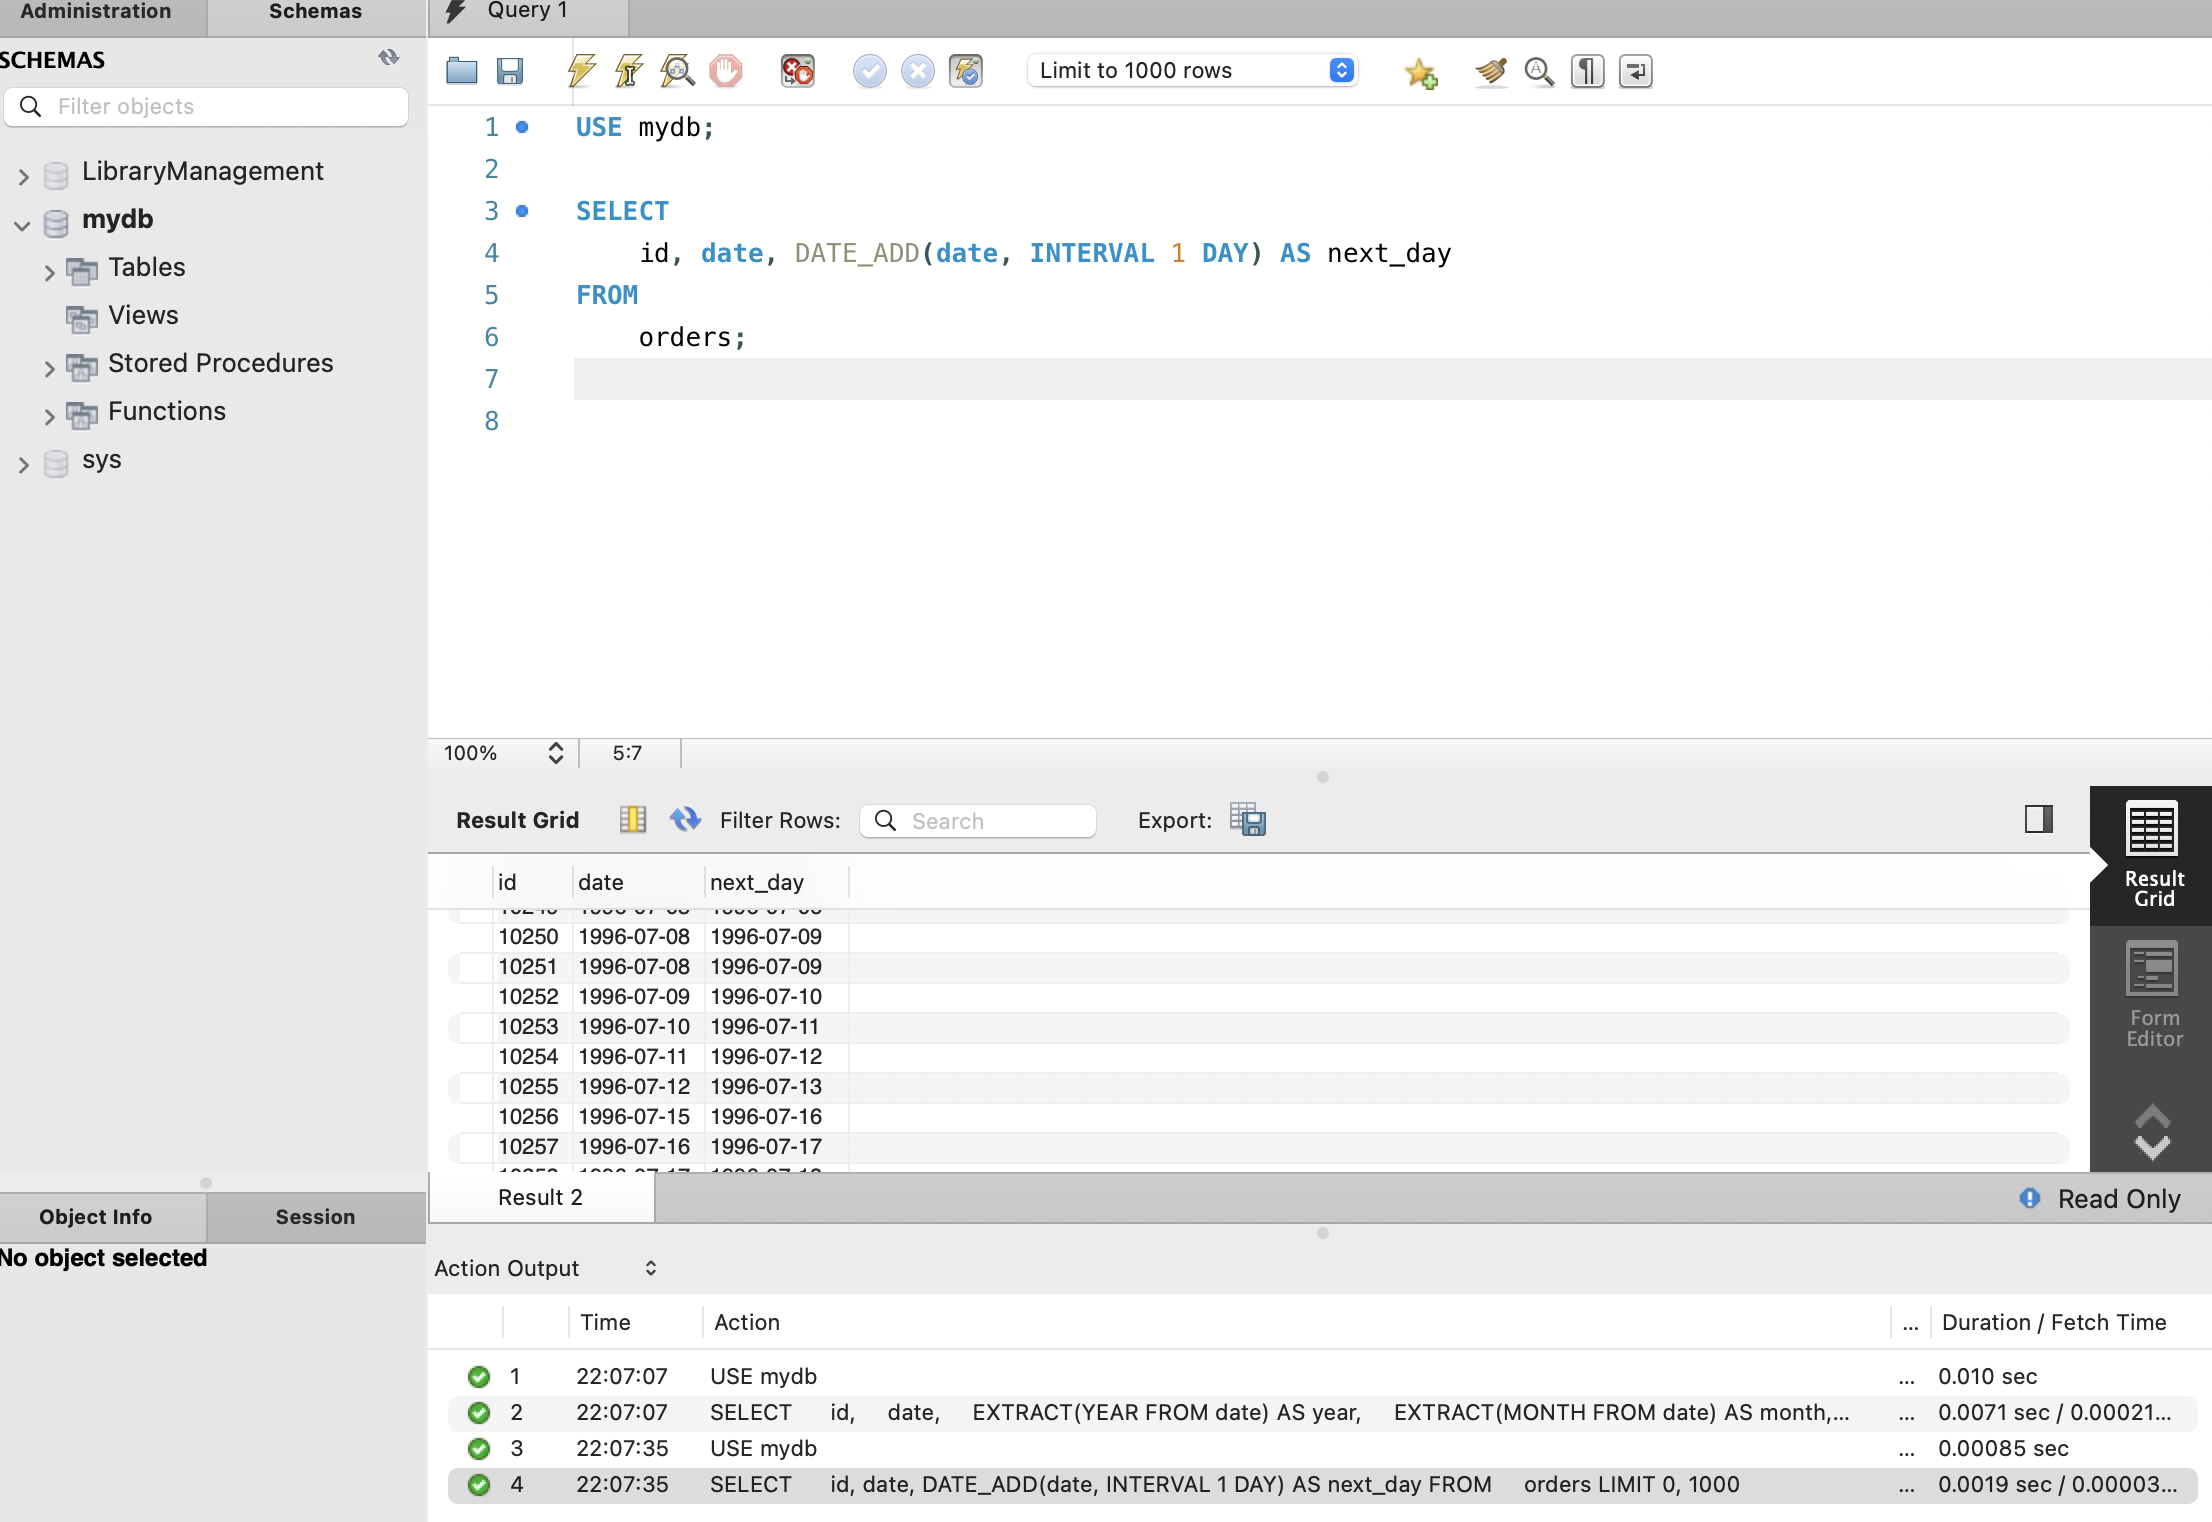 Administration
Schemas
Query 1
SCHEMAS
Filter objects
LibraryManagement
mydb
Tables
Views
Stored Procedures
Functions
sys
Limit to 1000 rows
1 USE mydb;
2
3 SELECT
4 id, date, DATE_ADD(date, INTERVAL 1 DAY) AS next_day
5 FROM
6 orders;
7
8
100% 5:7
Result Grid Filter Rows: Search Export:
id date next_day
10250 1996-07-08 1996-07-09
10251 1996-07-08 1996-07-09
10252 1996-07-09 1996-07-10
10253 1996-07-10 1996-07-11
10254 1996-07-11 1996-07-12
10255 1996-07-12 1996-07-13
10256 1996-07-15 1996-07-16
10257 1996-07-16 1996-07-17
Result
Grid
Form
Editor
Result 2
Read Only
Object Info
Session
No object selected
Action Output
Time Action ... Duration / Fetch Time
1 22:07:07 USE mydb ... 0.010 sec
2 22:07:07 SELECT id, date, EXTRACT(YEAR FROM date) AS year, EXTRACT(MONTH FROM date) AS month,... ... 0.0071 sec / 0.00021...
3 22:07:35 USE mydb ... 0.00085 sec
4 22:07:35 SELECT id, date, DATE_ADD(date, INTERVAL 1 DAY) AS next_day FROM orders LIMIT 0, 1000 ... 0.0019 sec / 0.00003...